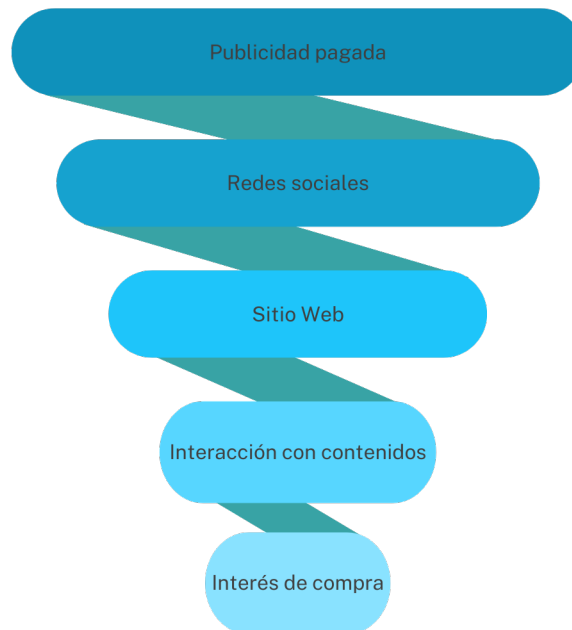 Publicidad pagada
Redes sociales
Sitio Web
Interacción con contenidos
Interés de compra